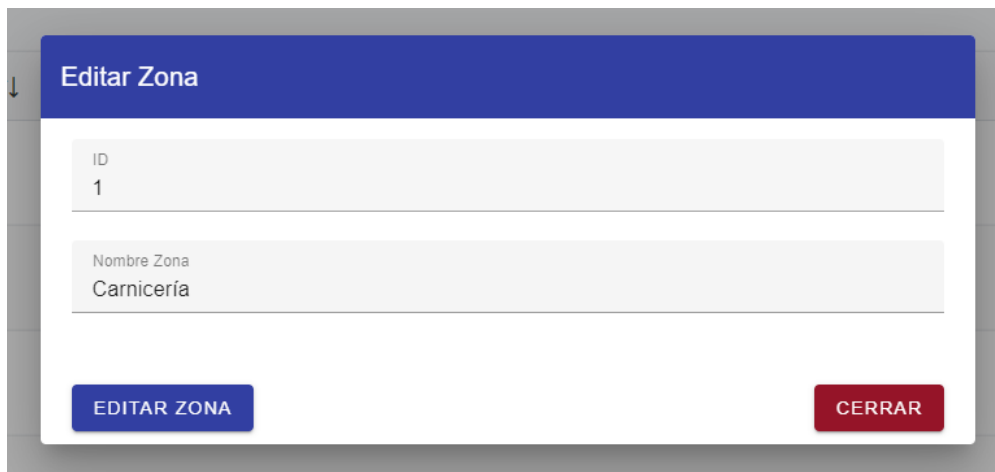 Editar Zona
ID
1
Nombre Zona
Carnicería
EDITAR ZONA
CERRAR